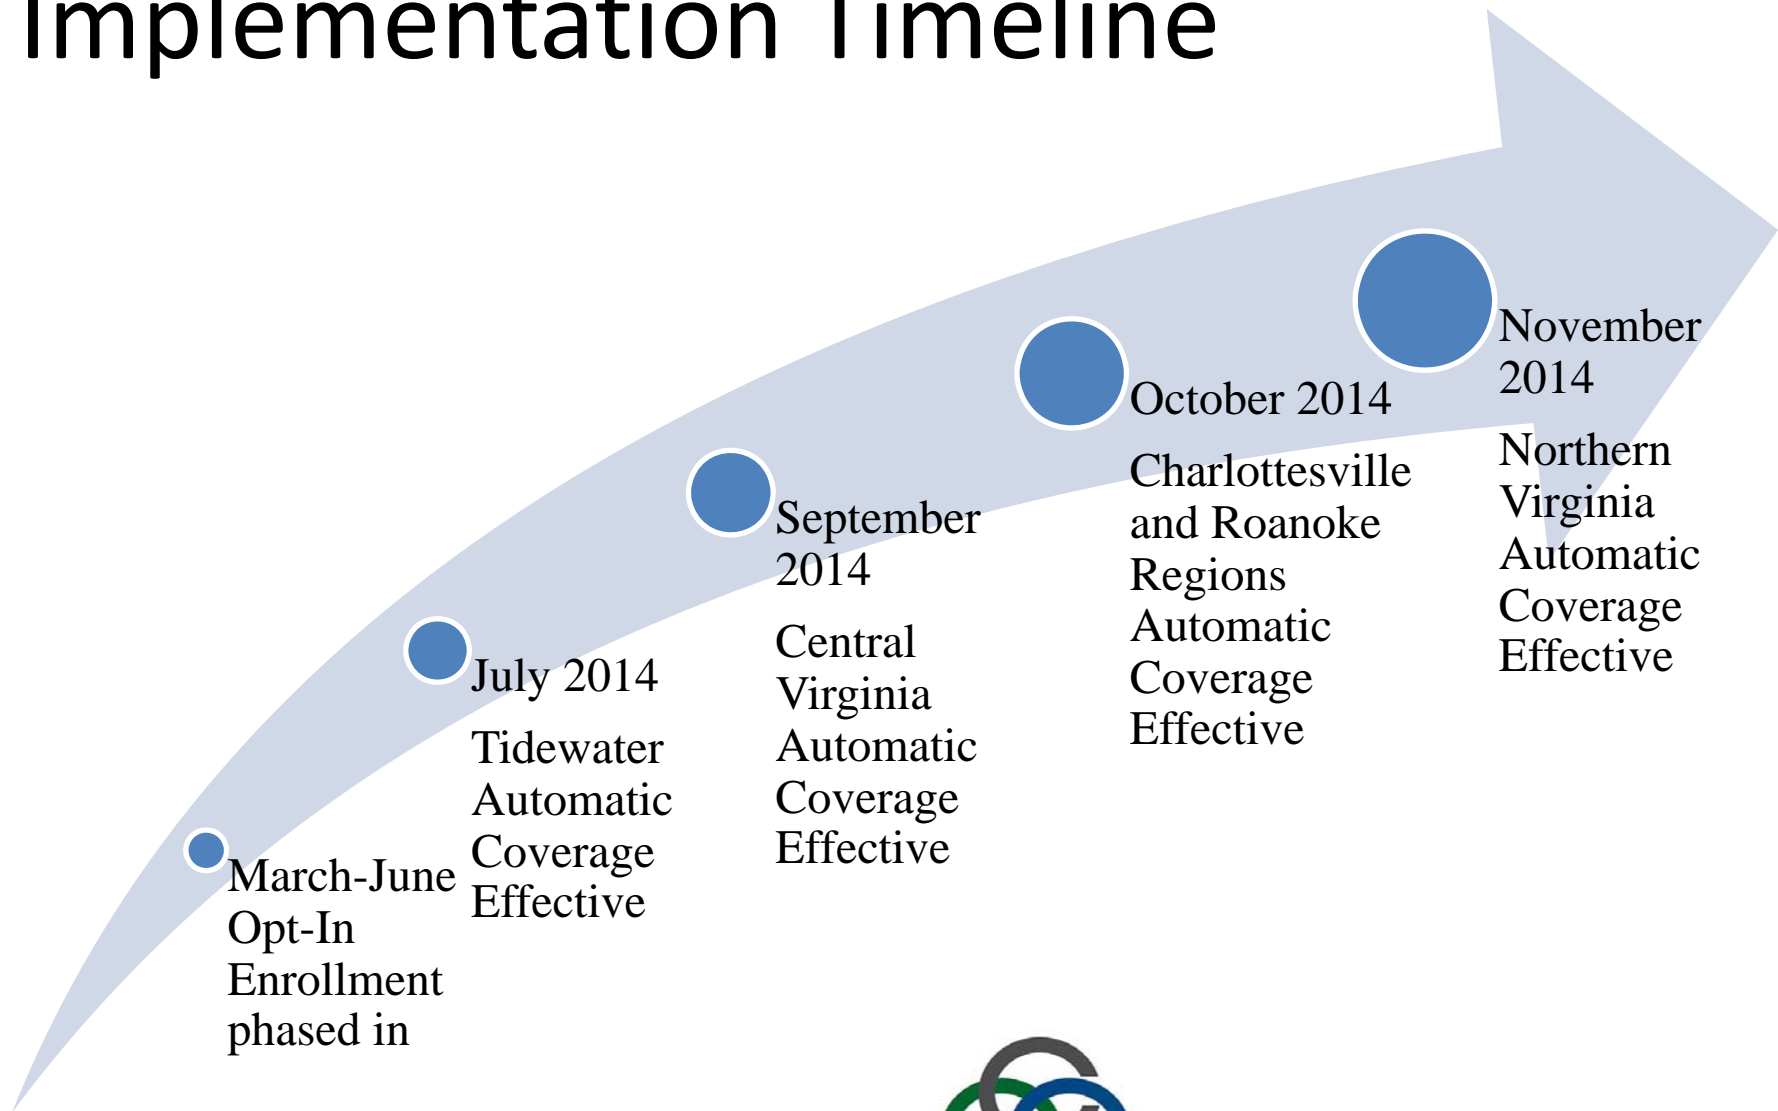 Implementation Timeline
March-June
Opt-In
Enrollment
phased in
July 2014
Tidewater
Automatic
Coverage
Effective
September
2014
Central
Virginia
Automatic
Coverage
Effective
October 2014
Charlottesville
and Roanoke
Regions
Automatic
Coverage
Effective
November
2014
Northern
Virginia
Automatic
Coverage
Effective